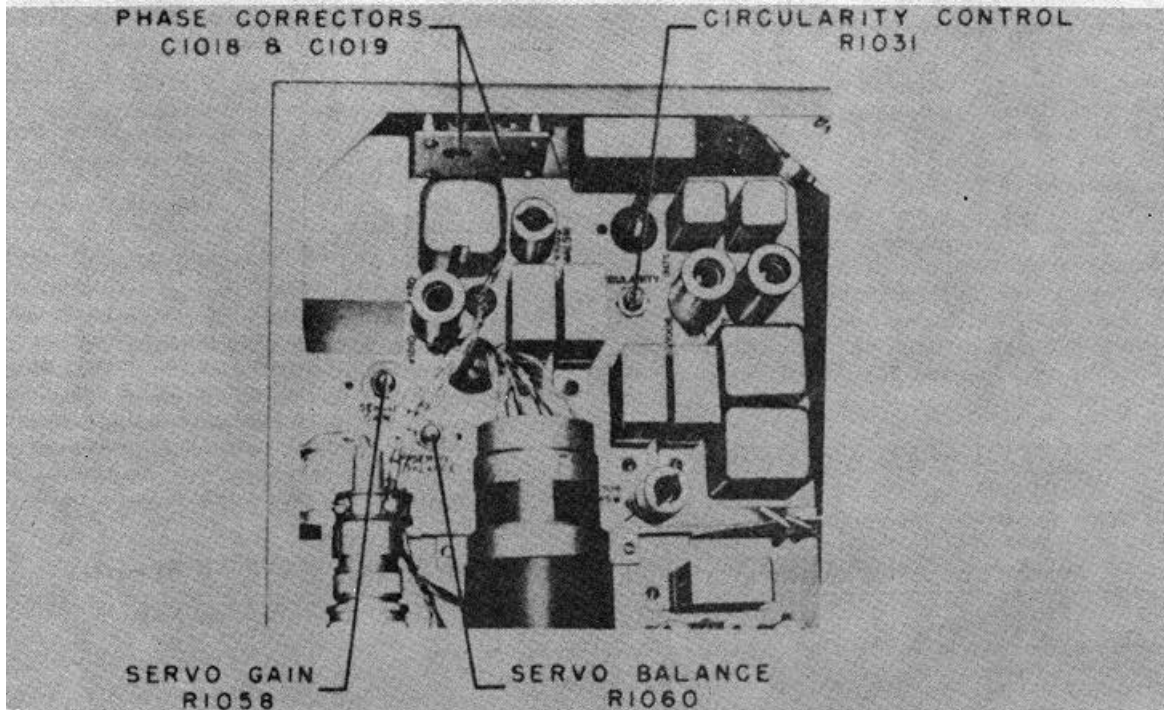 PHASE CORRECTORS
C1018 & C1019
CIRCULARITY CONTROL
R1031
SERVO GAIN
R1058
SERVO BALANCE
R1060